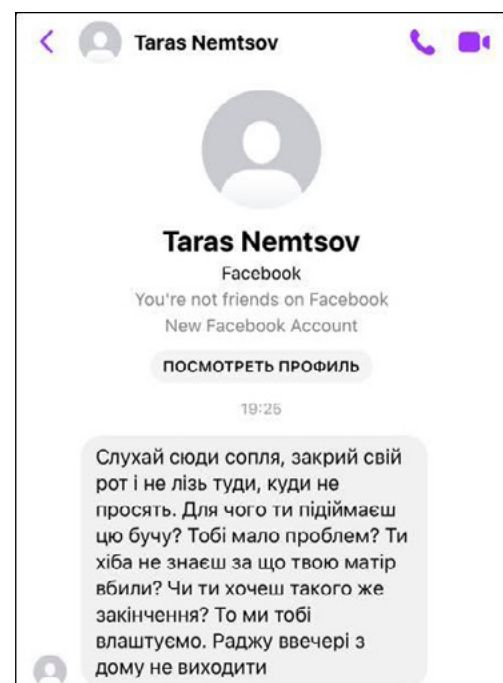 Taras Nemtsov
Taras Nemtsov
Facebook
You're not friends on Facebook
New Facebook Account
ПОСМОТРЕТЬ ПРОФИЛЬ
19:25
Слухай сюди сопля, закрий свій
рот і не лізь туди, куди не
просять. Для чого ти підіймаєш
цю бучу? Тобі мало проблем? Ти
хіба не знаєш за що твою матір
вбили? Чи ти хочеш такого же
закінчення? То ми тобі
влаштуємо. Раджу ввечері з
дому не виходити